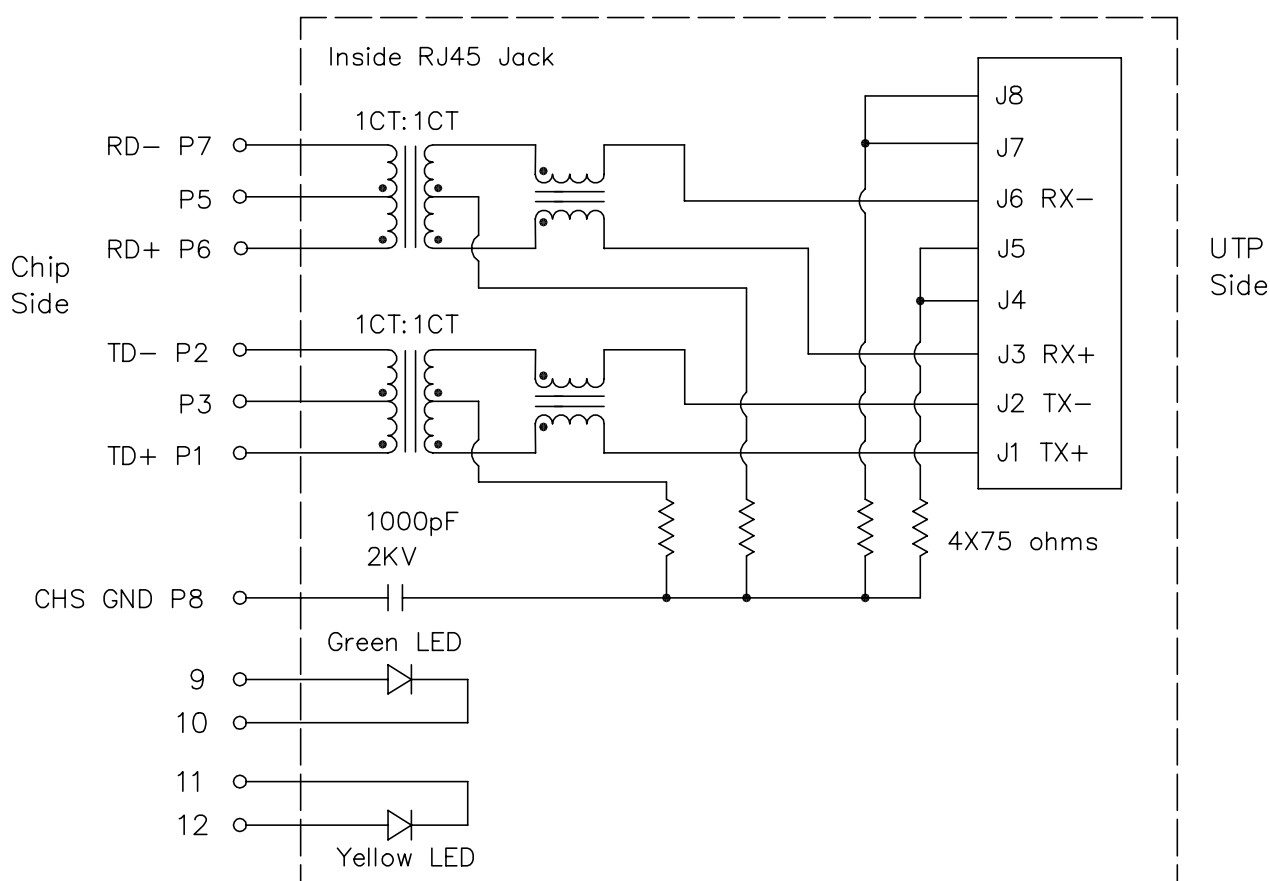 Inside RJ45 Jack
1CT:1CT
RD- P7
P5
RD+ P6
Chip
Side
1CT:1CT
TD- P2
P3
TD+ P1
J8
J7
J6 RX-
J5
J4
J3 RX+
J2 TX-
J1 TX+
UTP
Side
1000pF
2KV
4X75 ohms
CHS GND P8
Green LED
9
10
11
12
Yellow LED